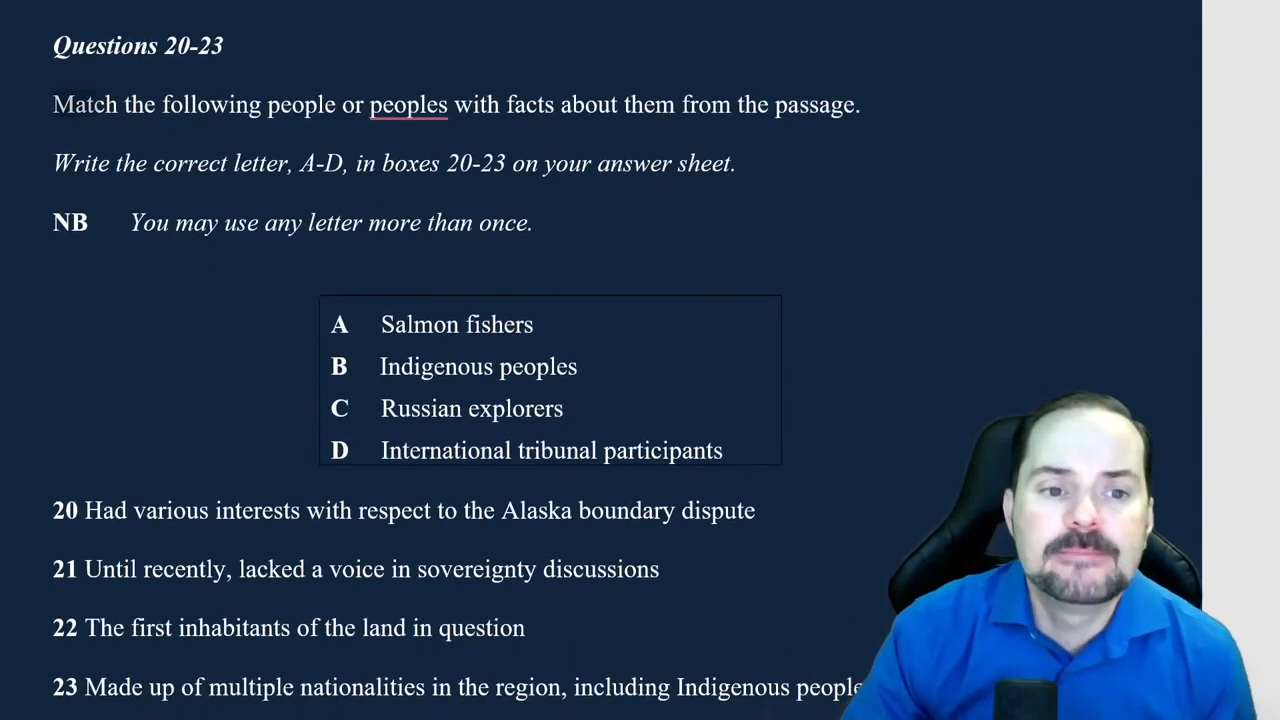 Questions 20-23
Match the following people or peoples with facts about them from the passage.
Write the correct letter, A-D, in boxes 20-23 on your answer sheet.
NB You may use any letter more than once.
A Salmon fishers
B Indigenous peoples
C Russian explorers
D International tribunal participants
20 Had various interests with respect to the Alaska boundary dispute
21 Until recently, lacked a voice in sovereignty discussions
22 The first inhabitants of the land in question
23 Made up of multiple nationalities in the region, including Indigenous people